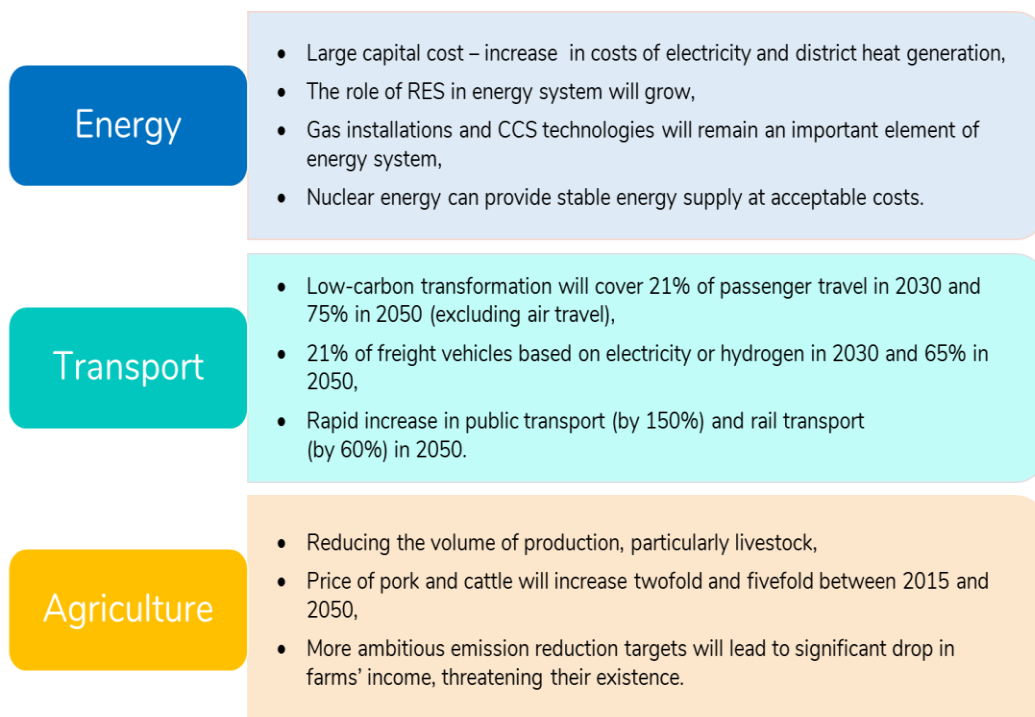 Energy
• Large capital cost – increase in costs of electricity and district heat generation,
• The role of RES in energy system will grow,
• Gas installations and CCS technologies will remain an important element of
energy system,
• Nuclear energy can provide stable energy supply at acceptable costs.
Transport
• Low-carbon transformation will cover 21% of passenger travel in 2030 and
75% in 2050 (excluding air travel),
• 21% of freight vehicles based on electricity or hydrogen in 2030 and 65% in
2050,
• Rapid increase in public transport (by 150%) and rail transport
(by 60%) in 2050.
Agriculture
• Reducing the volume of production, particularly livestock,
• Price of pork and cattle will increase twofold and fivefold between 2015 and
2050,
• More ambitious emission reduction targets will lead to significant drop in
farms’ income, threatening their existence.